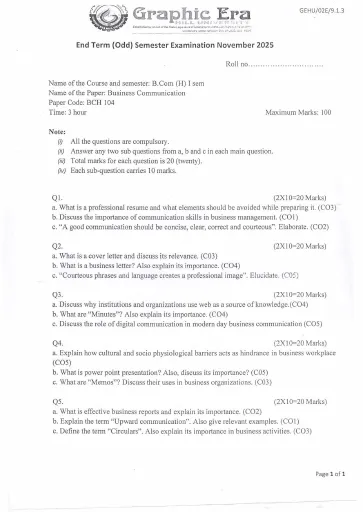 GEHU/02E/9.1.3
Graphic Era
HILL UNIVERSITY
End Term (Odd) Semester Examination November 2025
Roll no..............................
Name of the Course and semester: B.Com (H) I sem
Name of the Paper: Business Communication
Paper Code: BCH 104
Time: 3 hour Maximum Marks: 100
Note:
(i) All the questions are compulsory.
(ii) Answer any two sub questions from a, b and c in each main question.
(iii) Total marks for each question is 20 (twenty).
(iv) Each sub-question carries 10 marks.
Q1. (2X10=20 Marks)
a. What is a professional resume and what elements should be avoided while preparing it. (CO3)
b. Discuss the importance of communication skills in business management. (CO1)
c. “A good communication should be concise, clear, correct and courteous”. Elaborate. (CO2)
Q2. (2X10=20 Marks)
a. What is a cover letter and discuss its relevance. (C03)
b. What is a business letter? Also explain its importance. (CO4)
c. “Courteous phrases and language creates a professional image”. Elucidate. (C05)
Q3. (2X10=20 Marks)
a. Discuss why institutions and organizations use web as a source of knowledge.(CO4)
b. What are “Minutes”? Also explain its importance. (CO4)
c. Discuss the role of digital communication in modern day business communication (CO5)
Q4. (2X10=20 Marks)
a. Explain how cultural and socio physiological barriers acts as hindrance in business workplace
(CO5)
b. What is power point presentation? Also, discuss its importance? (C05)
c. What are “Memos”? Discuss their uses in business organizations. (C03)
Q5. (2X10=20 Marks)
a. What is effective business reports and explain its importance. (CO2)
b. Explain the term “Upward communication”. Also give relevant examples. (CO1)
c. Define the term “Circulars”. Also explain its importance in business activities. (CO3)
Page 1 of 1